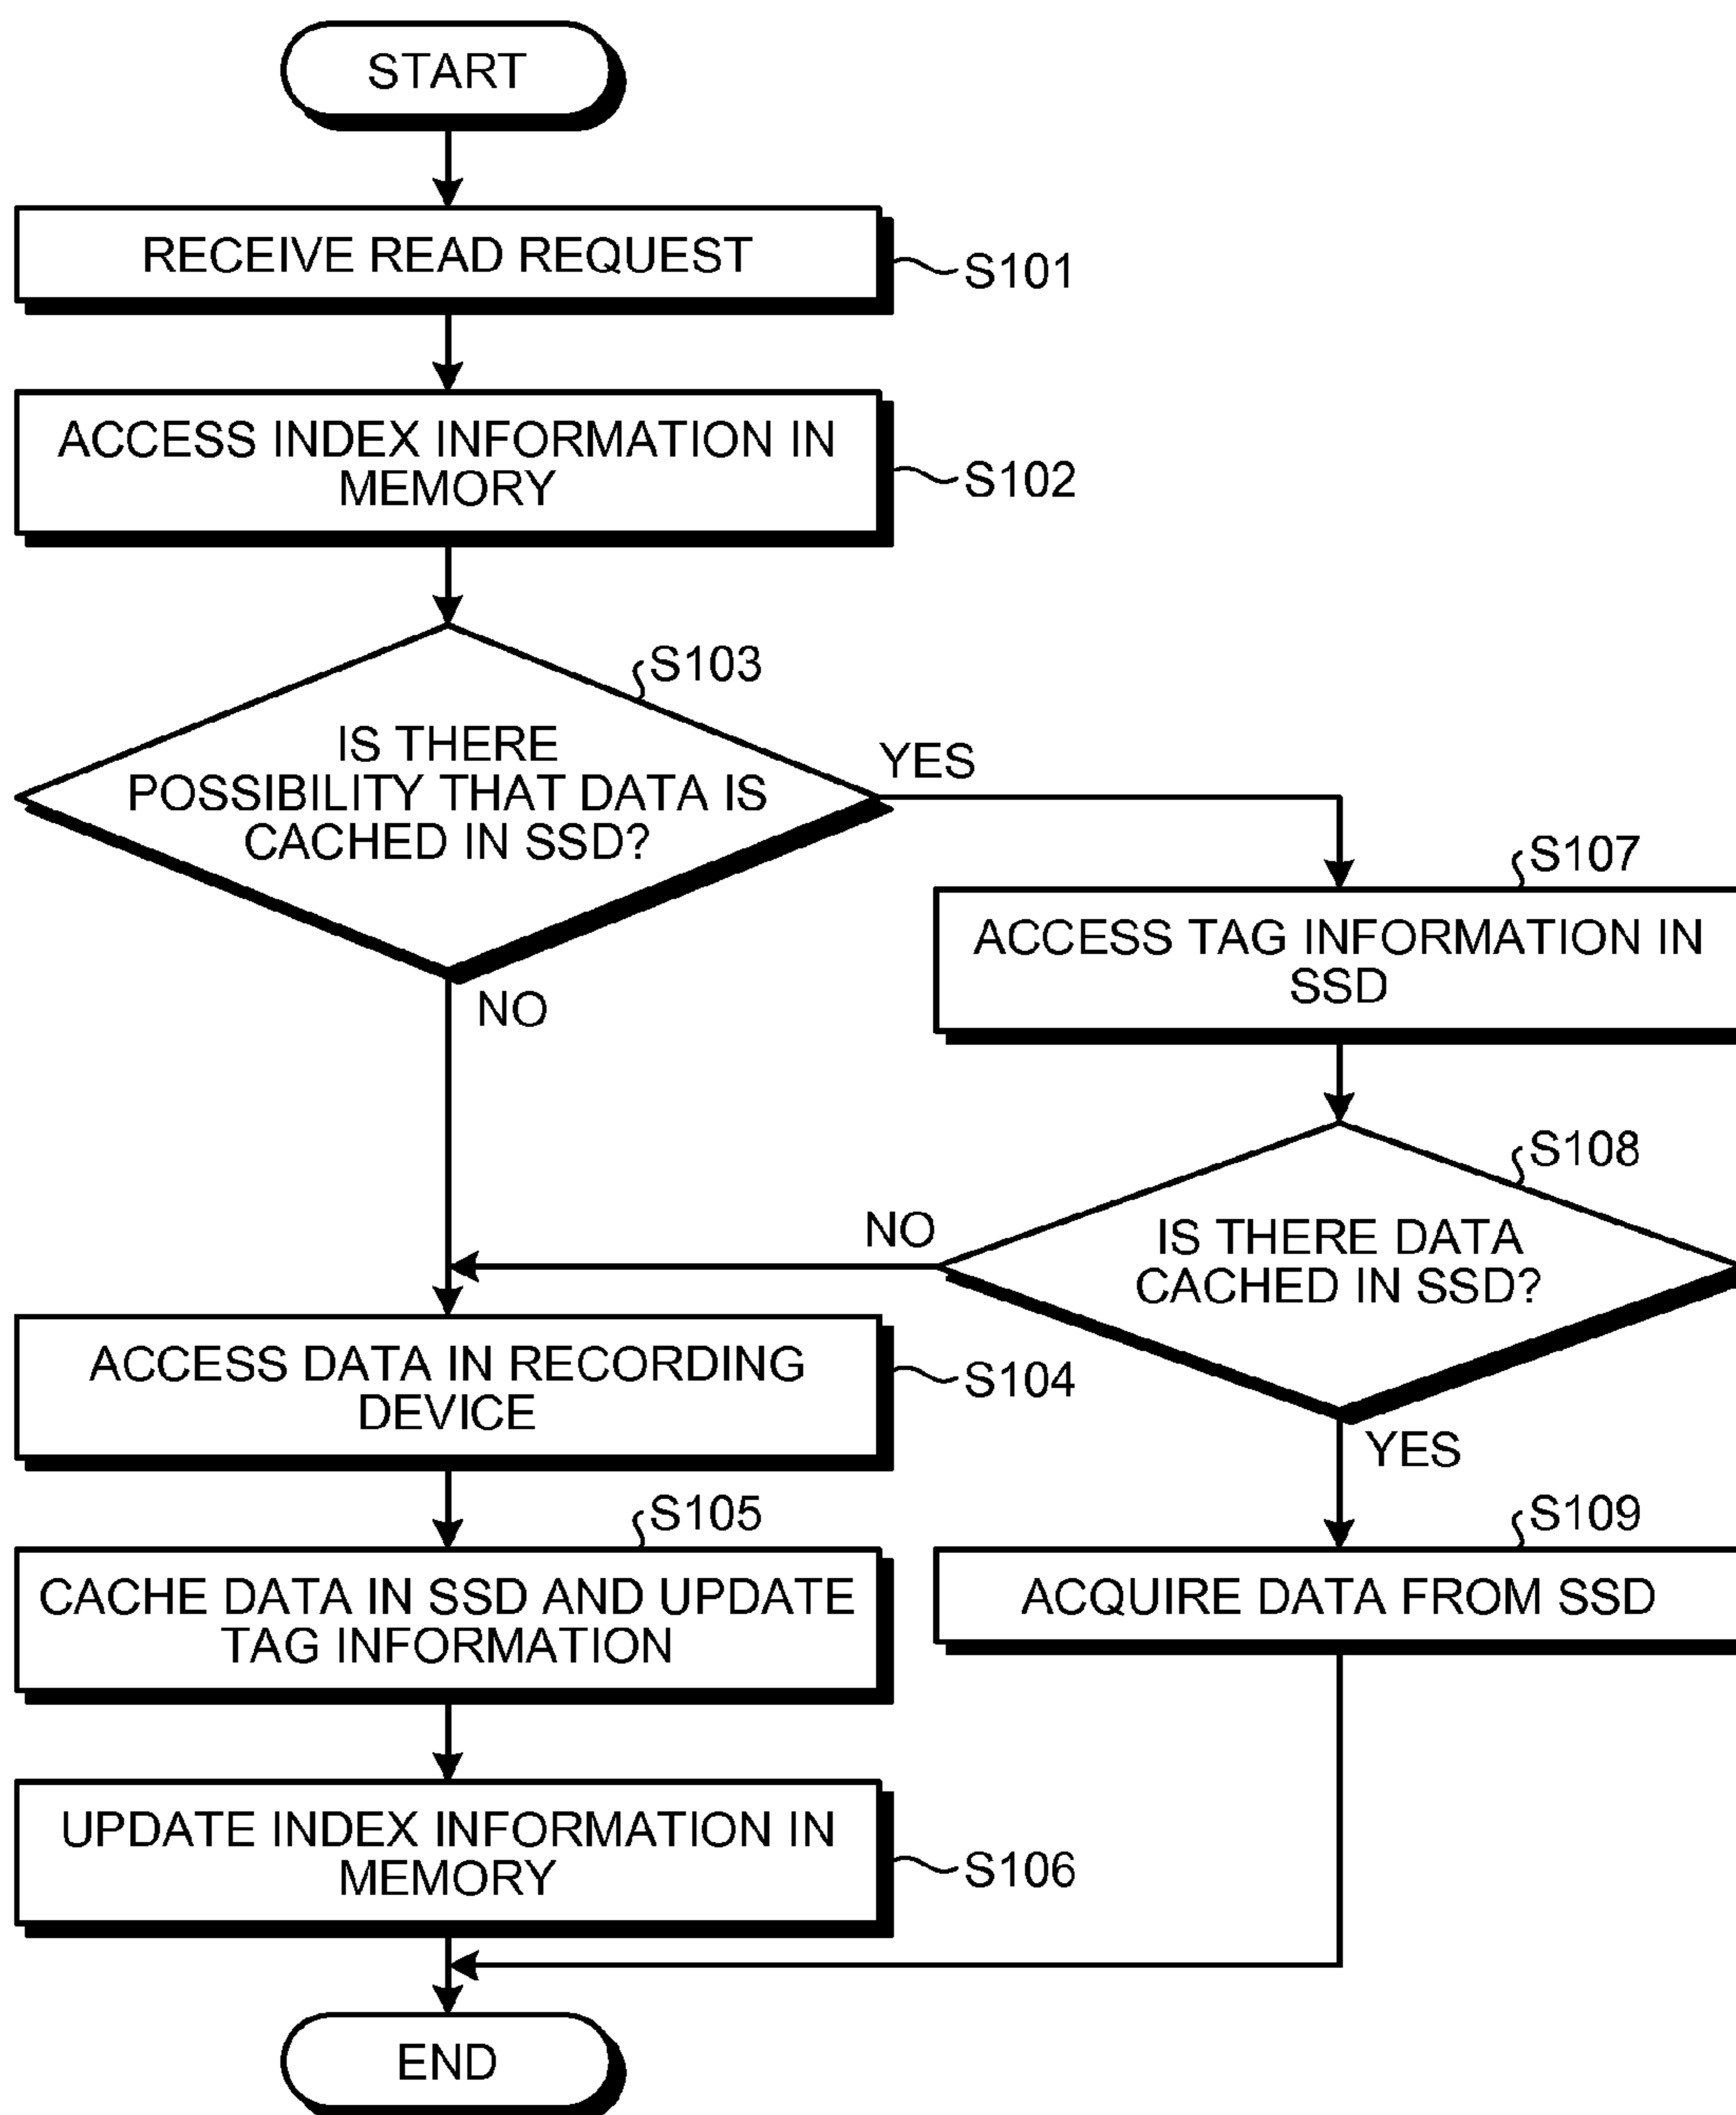 START
RECEIVE READ REQUEST
S101
ACCESS INDEX INFORMATION IN
MEMORY
S102
S103
IS THERE
POSSIBILITY THAT DATA IS
CACHED IN SSD?
YES
NO
S107
ACCESS TAG INFORMATION IN
SSD
S108
IS THERE DATA
CACHED IN SSD?
NO
YES
ACCESS DATA IN RECORDING
DEVICE
S104
S105
CACHE DATA IN SSD AND UPDATE
TAG INFORMATION
S109
ACQUIRE DATA FROM SSD
UPDATE INDEX INFORMATION IN
MEMORY
S106
END